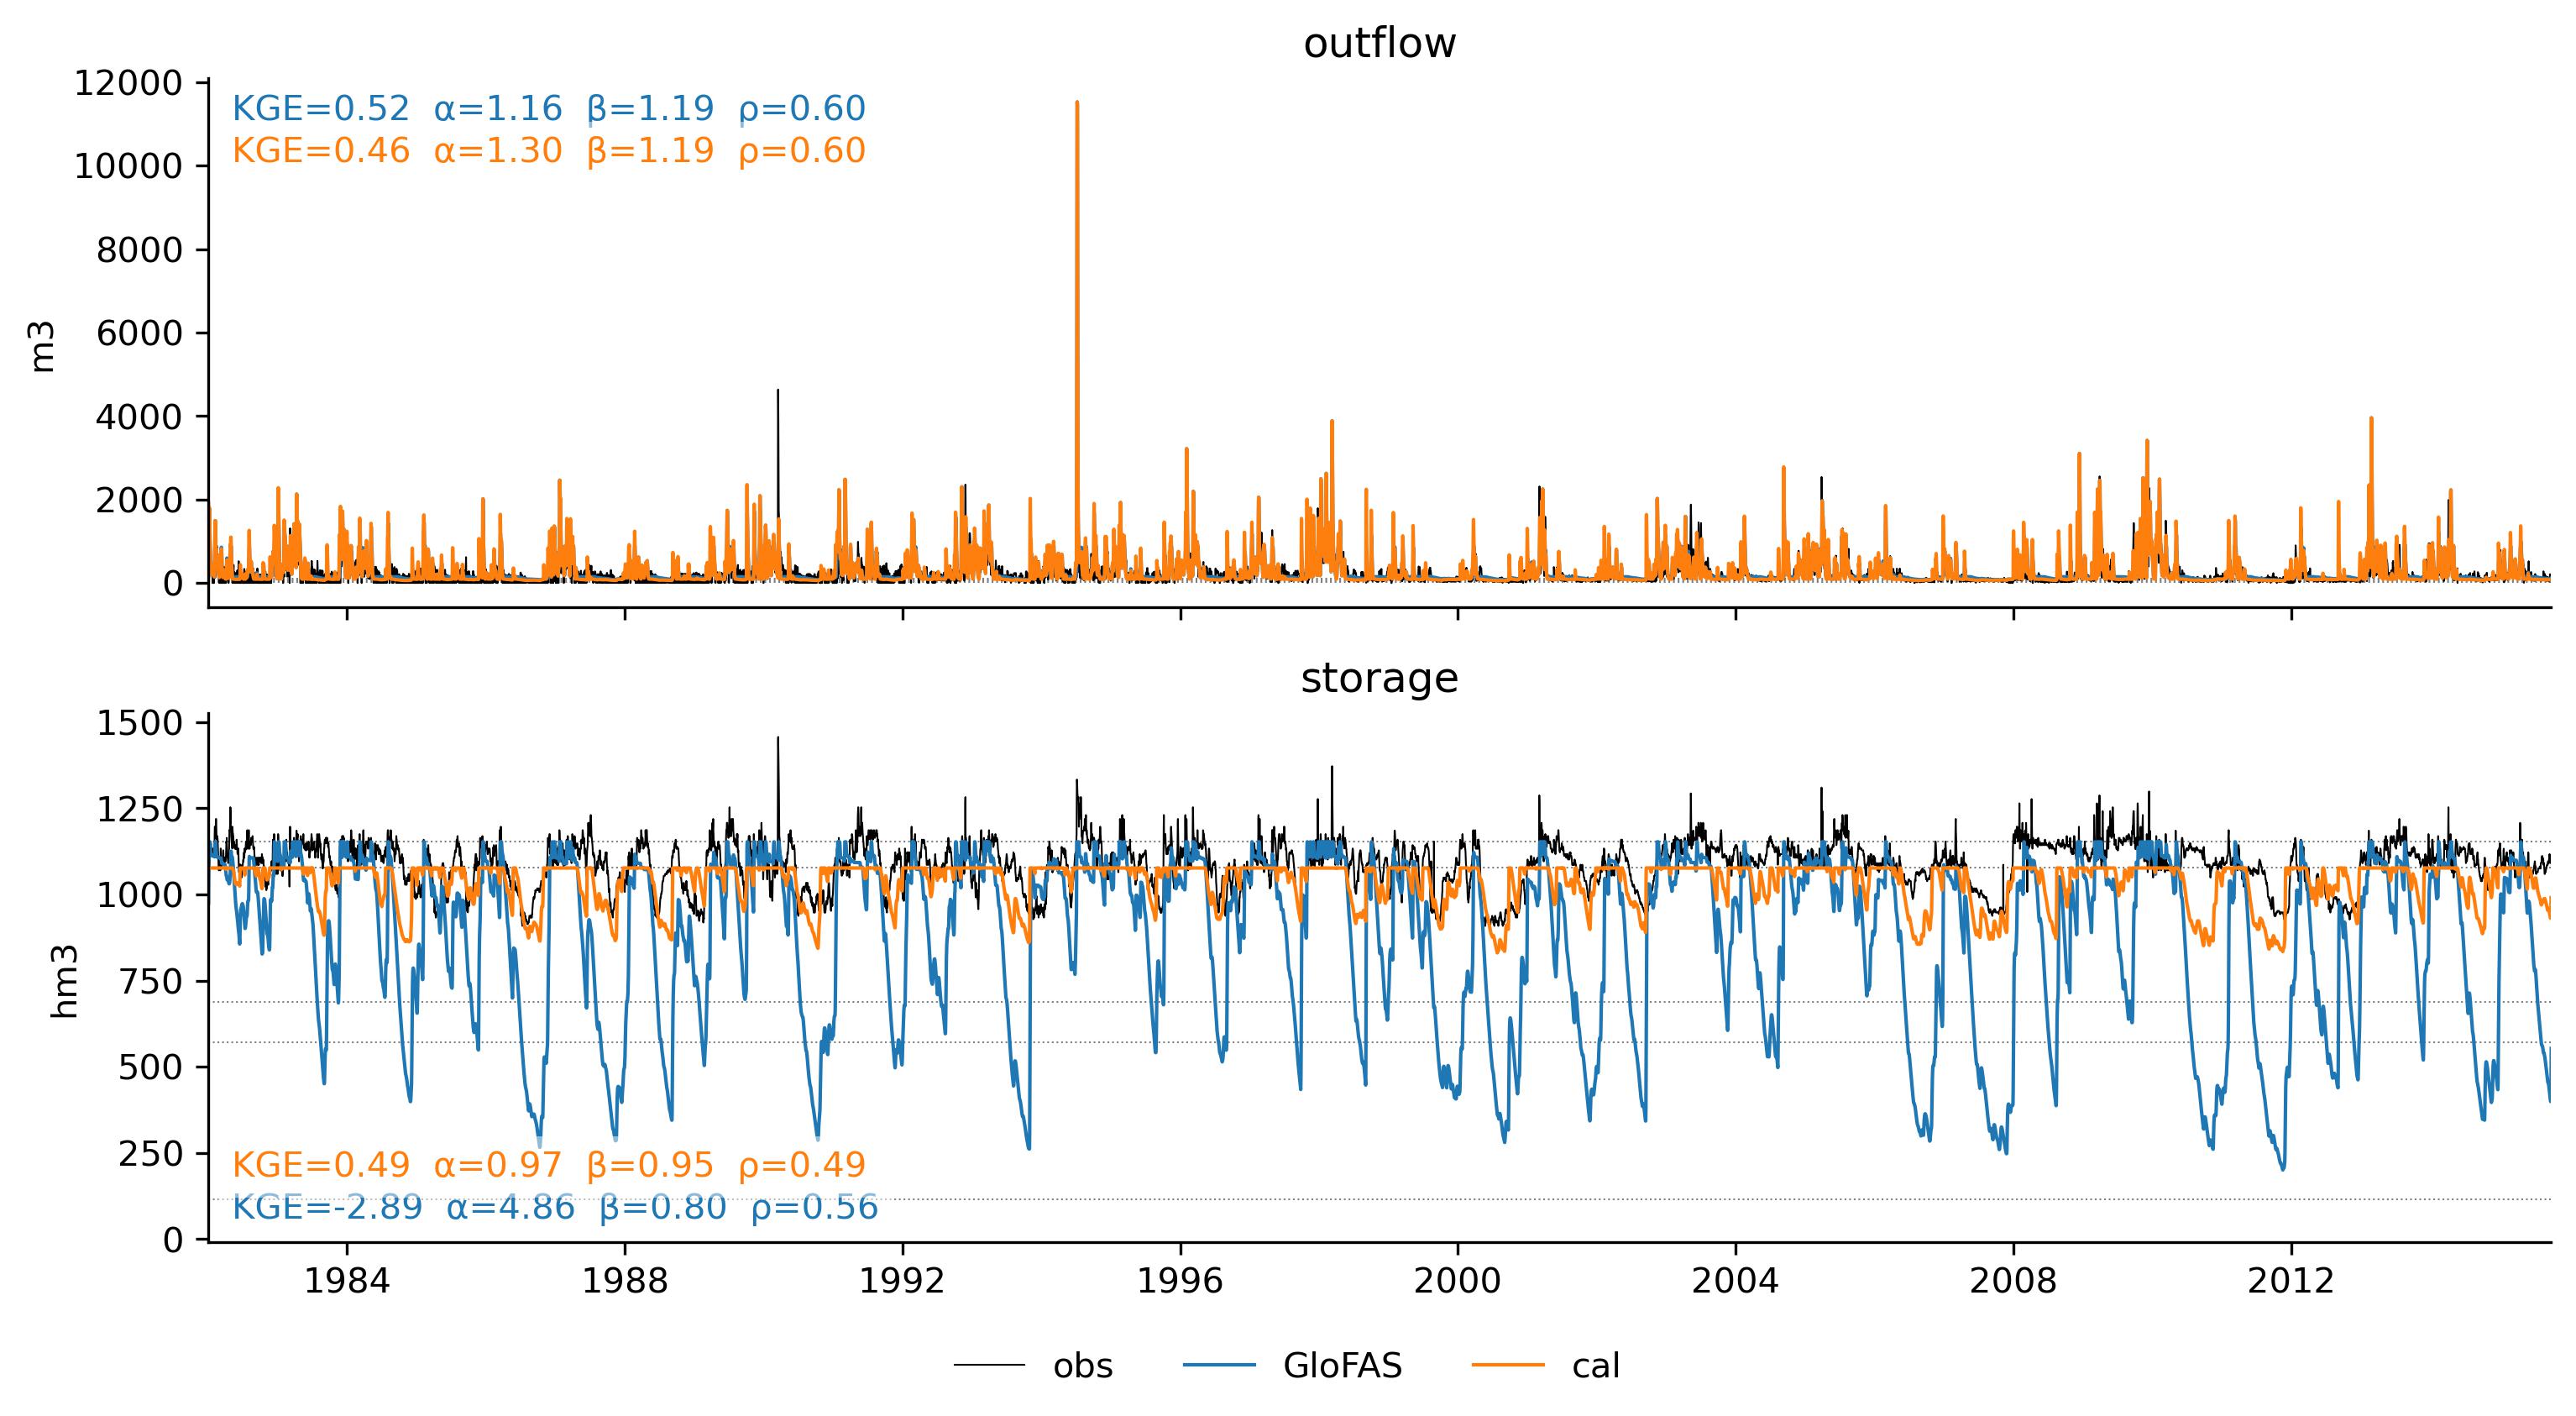 outflow
12000
10000
8000
6000
4000
2000
0
m3
KGE=0.52 α=1.16 β=1.19 ρ=0.60
KGE=0.46 α=1.30 β=1.19 ρ=0.60
storage
1500
1250
1000
750
500
250
0
hm3
KGE=0.49 α=0.97 β=0.95 ρ=0.49
KGE=-2.89 α=4.86 β=0.80 ρ=0.56
1984 1988 1992 1996 2000 2004 2008 2012
obs GloFAS cal